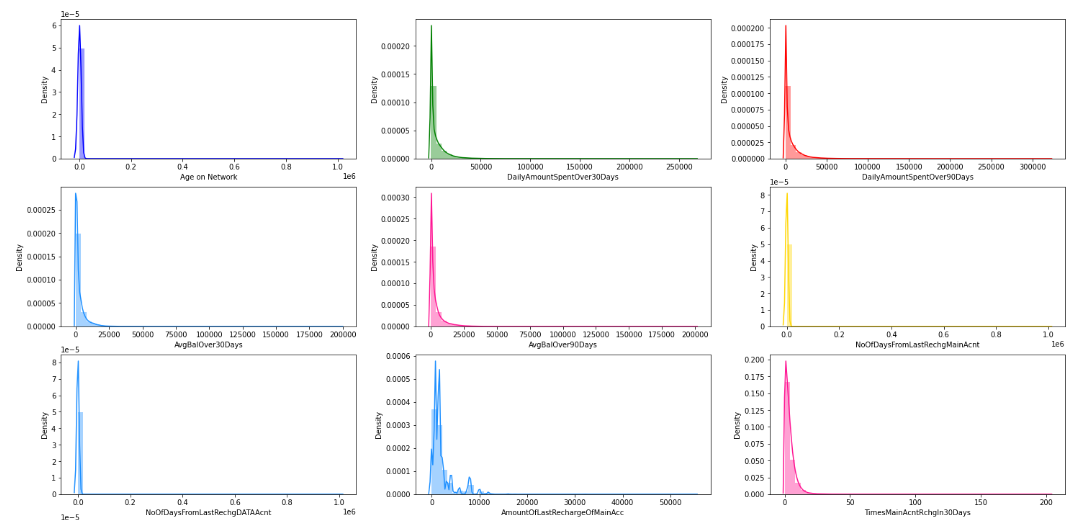 1e−5
6
5
4
3
2
1
0
Density
0.0 0.2 0.4 0.6 0.8 1.0
Age on Network 1e6
0.00020
0.00015
0.00010
0.00005
0.00000
Density
0 50000 100000 150000 200000 250000
DailyAmountSpentOver30Days
0.000200
0.000175
0.000150
0.000125
0.000100
0.000075
0.000050
0.000025
0.000000
Density
0 50000 100000 150000 200000 250000 300000
DailyAmountSpentOver90Days
0.00025
0.00020
0.00015
0.00010
0.00005
0.00000
Density
0 25000 50000 75000 100000 125000 150000 175000 200000
AvgBalOver30Days
0.00030
0.00025
0.00020
0.00015
0.00010
0.00005
0.00000
Density
0 25000 50000 75000 100000 125000 150000 175000 200000
AvgBalOver90Days
1e−5
8
7
6
5
4
3
2
1
0
Density
0.0 0.2 0.4 0.6 0.8 1.0
NoOfDaysFromLastRechgMainAcnt 1e6
1e−5
8
7
6
5
4
3
2
1
0
Density
0.0 0.2 0.4 0.6 0.8 1.0
NoOfDaysFromLastRechgDATAAcnt 1e6
1e−5
0.0006
0.0005
0.0004
0.0003
0.0002
0.0001
0.0000
Density
0 10000 20000 30000 40000 50000
AmountOfLastRechargeOfMainAcc
0.200
0.175
0.150
0.125
0.100
0.075
0.050
0.025
0.000
Density
0 50 100 150 200
TimesMainAcntRchgIn30Days